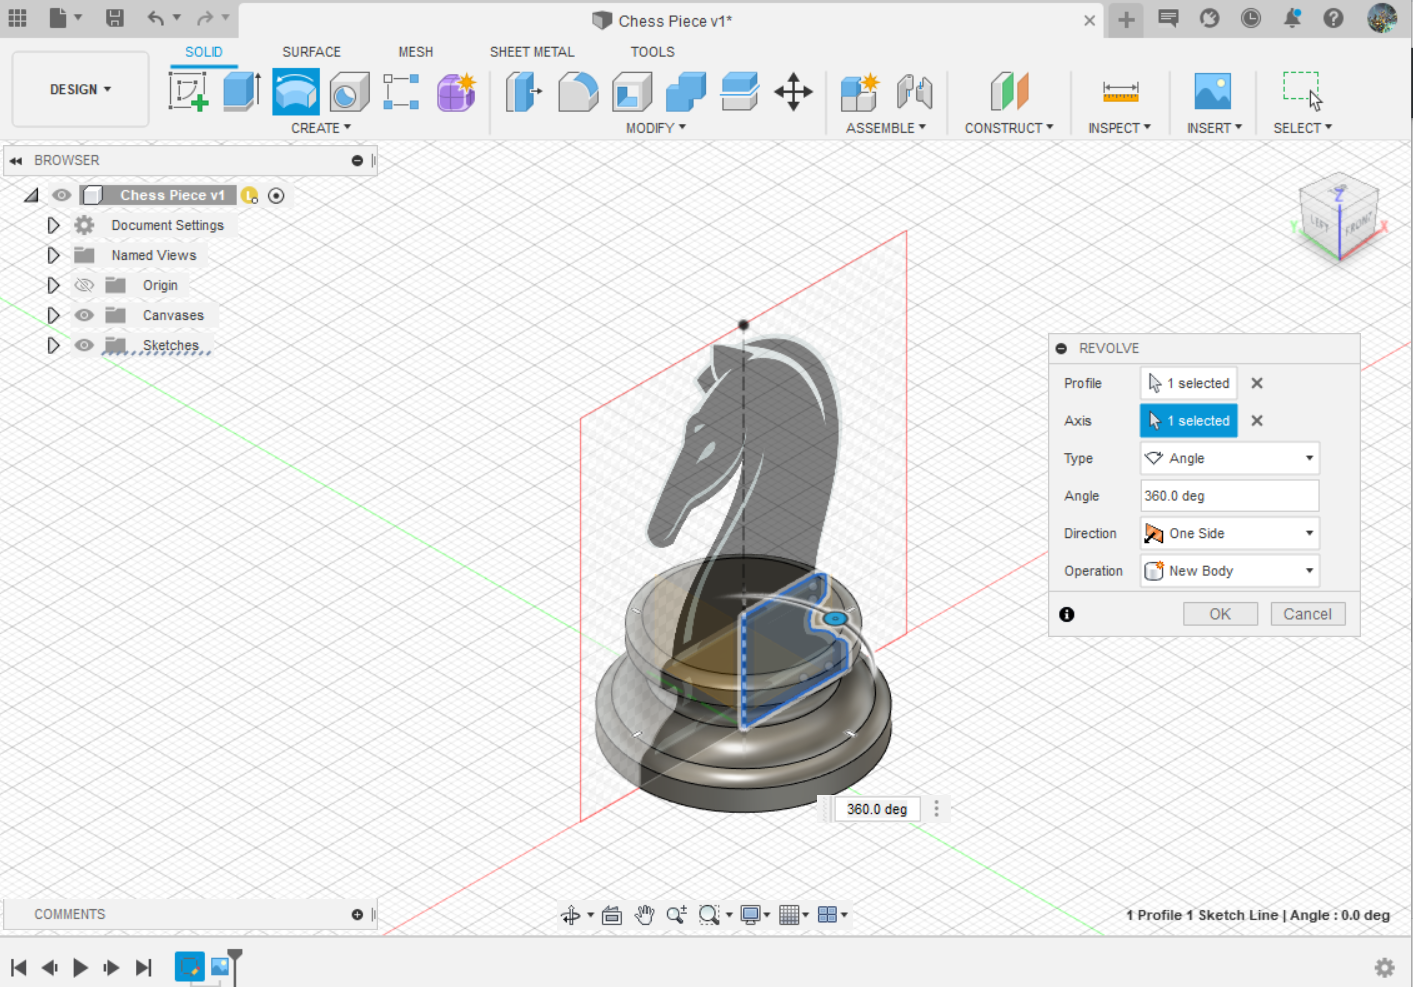 Chess Piece v1*
SOLID SURFACE MESH SHEET METAL TOOLS
DESIGN
CREATE MODIFY ASSEMBLE CONSTRUCT INSPECT INSERT SELECT
BROWSER
Chess Piece v1
Document Settings
Named Views
Origin
Canvases
Sketches
Z
Y
X
LEFT
FRONT
REVOLVE
Profile 1 selected
Axis 1 selected
Type Angle
Angle 360.0 deg
Direction One Side
Operation New Body
OK Cancel
360.0 deg
COMMENTS
1 Profile 1 Sketch Line | Angle : 0.0 deg